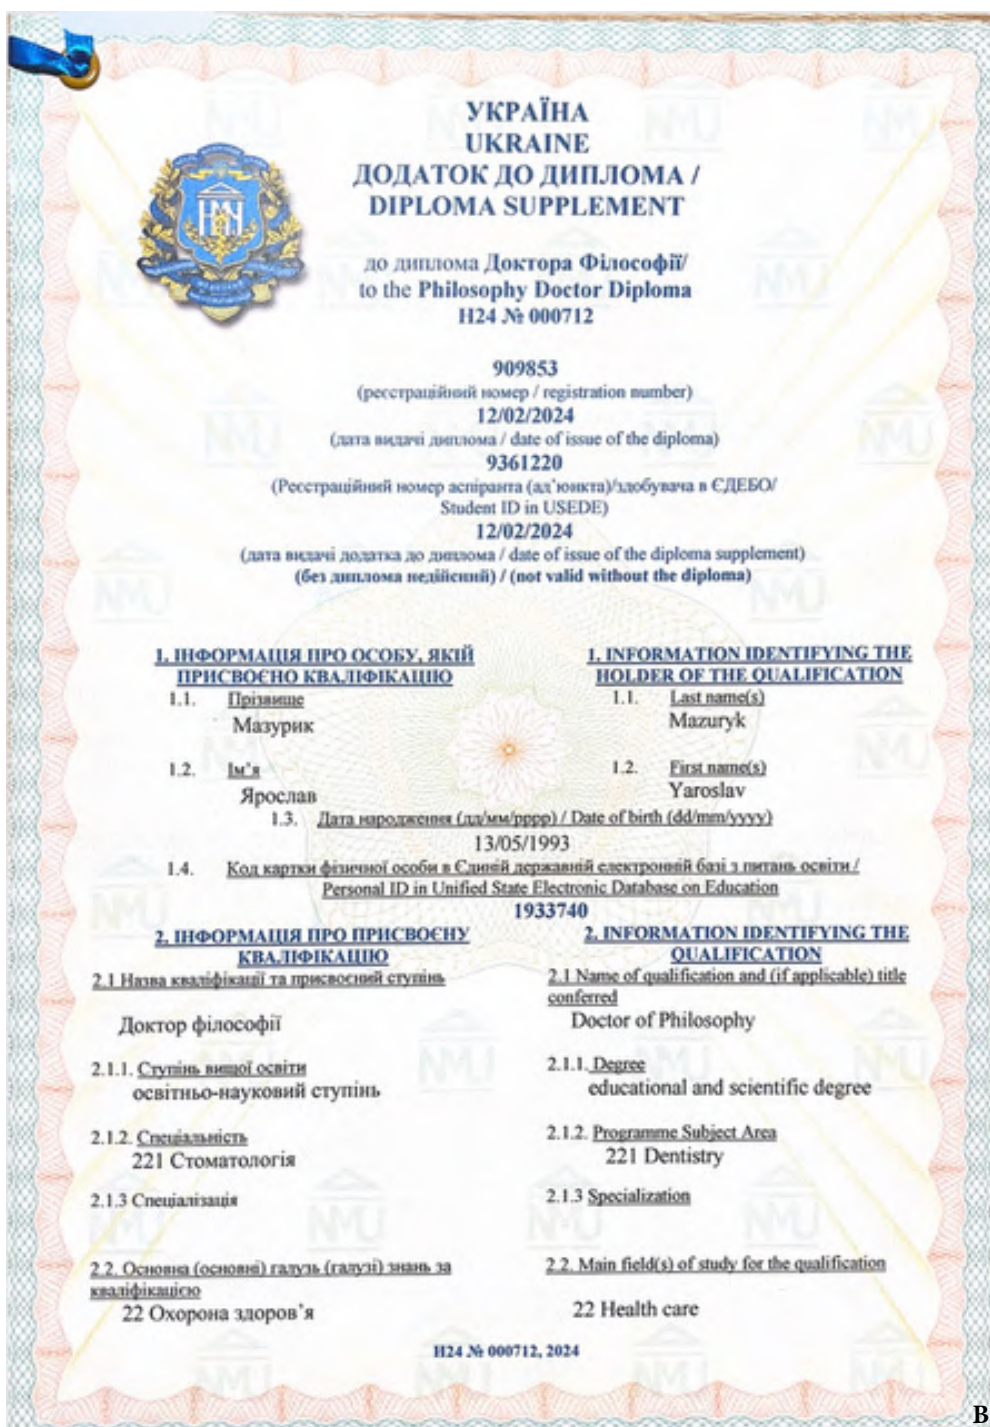 УКРАЇНА
UKRAINE
ДОДАТОК ДО ДИПЛОМА /
DIPLOMA SUPPLEMENT
до диплома Доктора Філософії/
to the Philosophy Doctor Diploma
Н24 № 000712
909853
(реєстраційний номер / registration number)
12/02/2024
(дата видачі диплома / date of issue of the diploma)
9361220
(Реєстраційний номер аспіранта (ад'юнкта)/здобувача в ЄДЕБО/
Student ID in USEDE)
12/02/2024
(дата видачі додатка до диплома / date of issue of the diploma supplement)
(без диплома недійсний) / (not valid without the diploma)
1. ІНФОРМАЦІЯ ПРО ОСОБУ, ЯКІЙ
ПРИСВОЄНО КВАЛІФІКАЦІЮ
1. INFORMATION IDENTIFYING THE
HOLDER OF THE QUALIFICATION
1.1. Прізвище
Мазурик
1.1. Last name(s)
Mazuryk
1.2. Ім'я
Ярослав
1.2. First name(s)
Yaroslav
1.3. Дата народження (дд/мм/рррр) / Date of birth (dd/mm/yyyy)
13/05/1993
1.4. Код картки фізичної особи в Єдиній державній електронній базі з питань освіти /
Personal ID in Unified State Electronic Database on Education
1933740
2. ІНФОРМАЦІЯ ПРО ПРИСВОЄНУ
КВАЛІФІКАЦІЮ
2. INFORMATION IDENTIFYING THE
QUALIFICATION
2.1 Назва кваліфікації та присвоєний ступінь
Доктор філософії
2.1 Name of qualification and (if applicable) title
conferred
Doctor of Philosophy
2.1.1. Ступінь вищої освіти
освітньо-науковий ступінь
2.1.1. Degree
educational and scientific degree
2.1.2. Спеціальність
221 Стоматологія
2.1.2. Programme Subject Area
221 Dentistry
2.1.3 Спеціалізація
2.1.3 Specialization
2.2. Основна (основні) галузь (галузі) знань за
кваліфікацією
22 Охорона здоров'я
2.2. Main field(s) of study for the qualification
22 Health care
Н24 № 000712, 2024
B